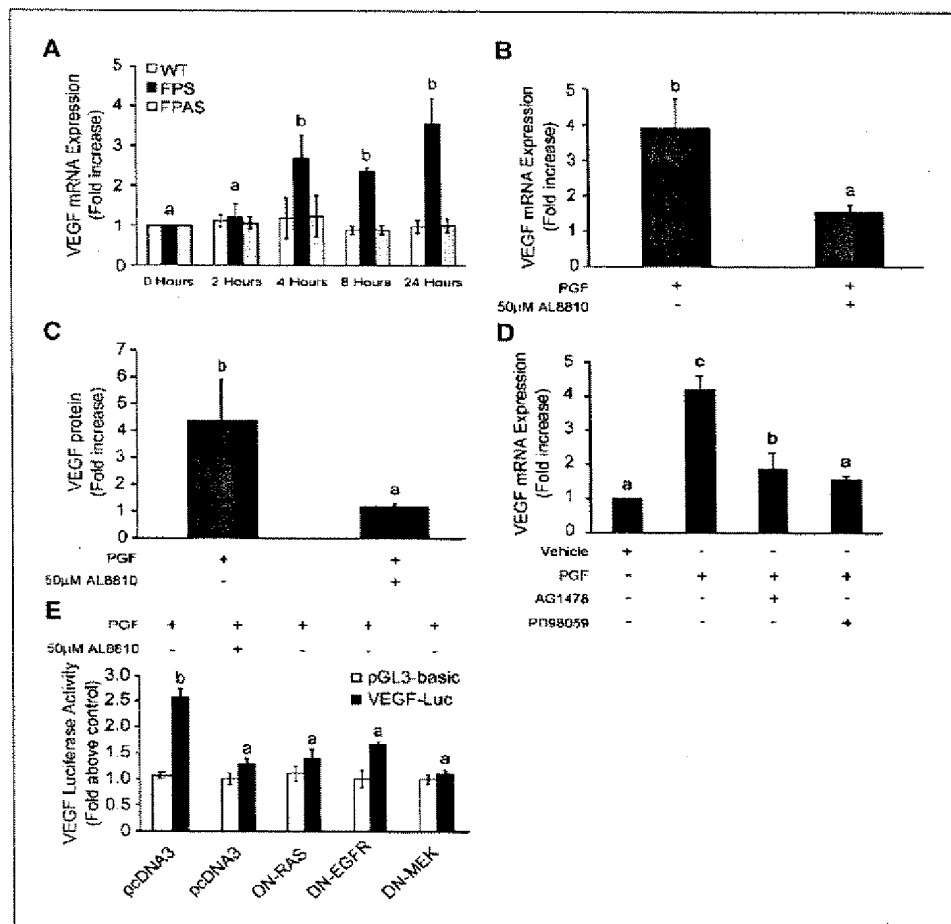 A
VEGF mRNA Expression
(Fold increase)
5
4
3
2
1
0
WT
FPS
FPAS
a
a
b
b
b
0 Hours
2 Hours
4 Hours
8 Hours
24 Hours
B
VEGF mRNA Expression
(Fold increase)
5
4
3
2
1
0
b
a
PGF
+
+
50μM AL8810
-
+
C
VEGF protein
(Fold increase)
7
6
5
4
3
2
1
0
b
a
PGF
+
+
50μM AL8810
-
+
D
VEGF mRNA Expression
(Fold increase)
5
4
3
2
1
0
a
c
b
a
Vehicle
+ - - -
PGF
- + + +
AG1478
- - + -
PD98059
- - - +
E
PGF
+ + + + +
50μM AL8810
- + - - -
VEGF Luciferase Activity
(Fold above control)
3.0
2.5
2.0
1.5
1.0
0.5
0
pGL3-basic
VEGF-Luc
b
a
a
a
a
pcDNA3
pcDNA3
DN-RAS
DN-EGFR
DN-MEK